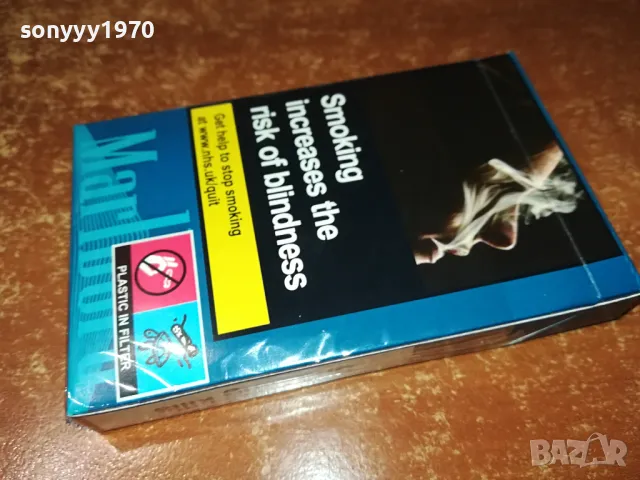 sonyyy1970
Smoking
increases the
risk of blindness
Get help to stop smoking
at www.nhs.uk/quit
Marlboro
PLASTIC IN FILTER
BAZAR